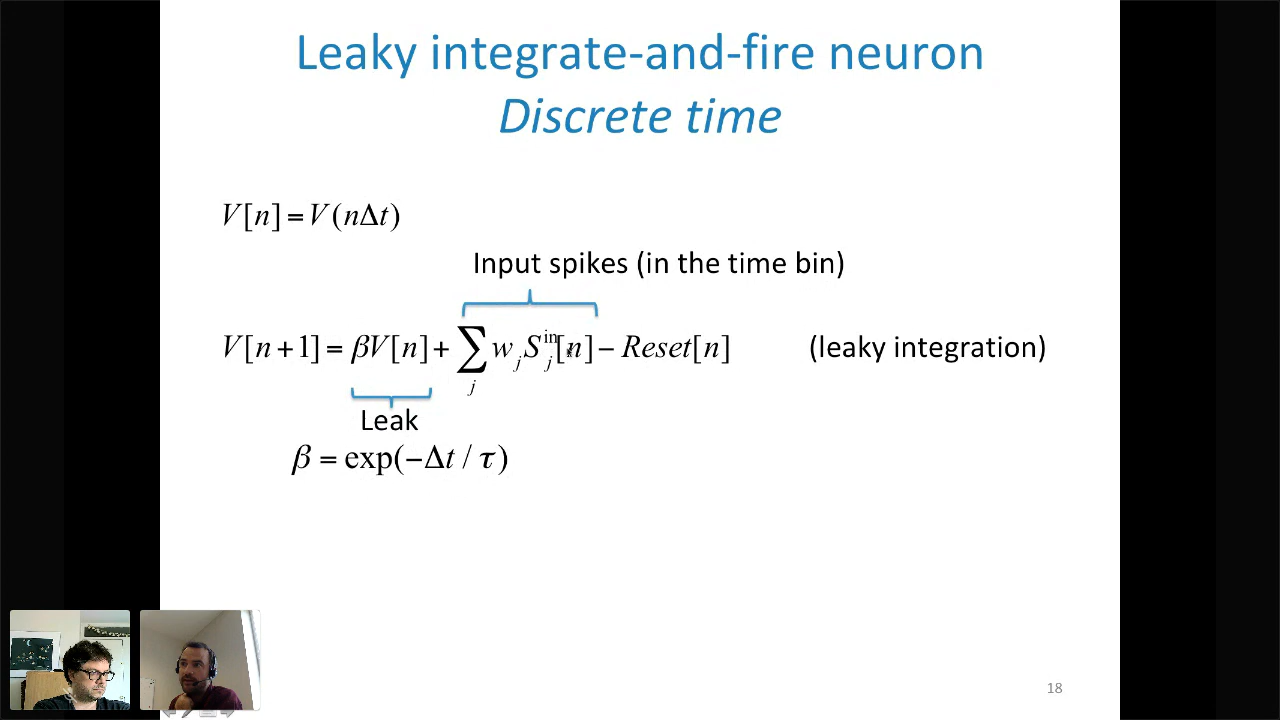 Leaky integrate-and-fire neuron
Discrete time
V[n] = V(nΔt)
Input spikes (in the time bin)
V[n+1] = βV[n] + ∑_j w_j S_j^in[n] − Reset[n] (leaky integration)
Leak
β = exp(−Δt / τ)
18